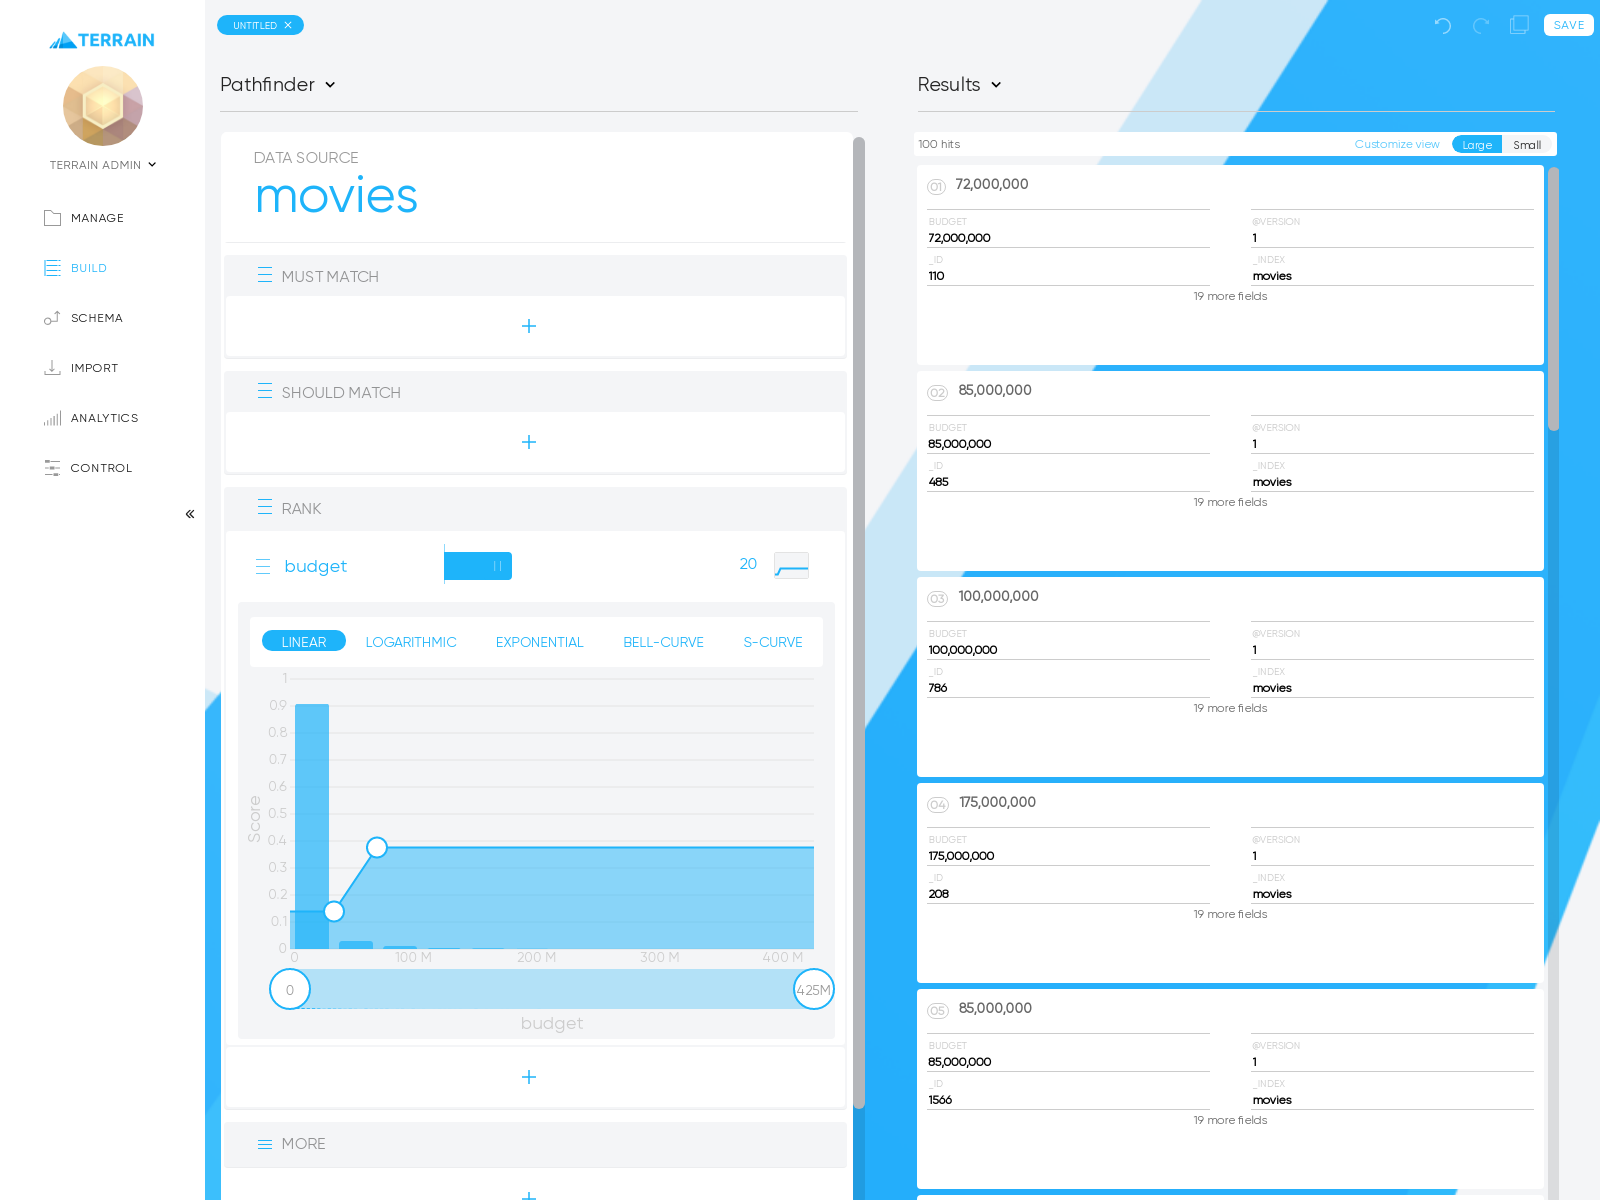 TERRAIN
TERRAIN ADMIN
MANAGE
BUILD
SCHEMA
IMPORT
ANALYTICS
CONTROL
UNTITLED
SAVE
Pathfinder
DATA SOURCE
movies
MUST MATCH
SHOULD MATCH
RANK
budget
20
LINEAR LOGARITHMIC EXPONENTIAL BELL-CURVE S-CURVE
1
0.9
0.8
0.7
0.6
0.5
0.4
0.3
0.2
0.1
0
Score
0 100 M 200 M 300 M 400 M
0 425M
budget
MORE
Results
100 hits Customize view Large Small
01 72,000,000
BUDGET @VERSION
72,000,000 1
_ID _INDEX
110 movies
19 more fields
02 85,000,000
BUDGET @VERSION
85,000,000 1
_ID _INDEX
485 movies
19 more fields
03 100,000,000
BUDGET @VERSION
100,000,000 1
_ID _INDEX
786 movies
19 more fields
04 175,000,000
BUDGET @VERSION
175,000,000 1
_ID _INDEX
208 movies
19 more fields
05 85,000,000
BUDGET @VERSION
85,000,000 1
_ID _INDEX
1566 movies
19 more fields